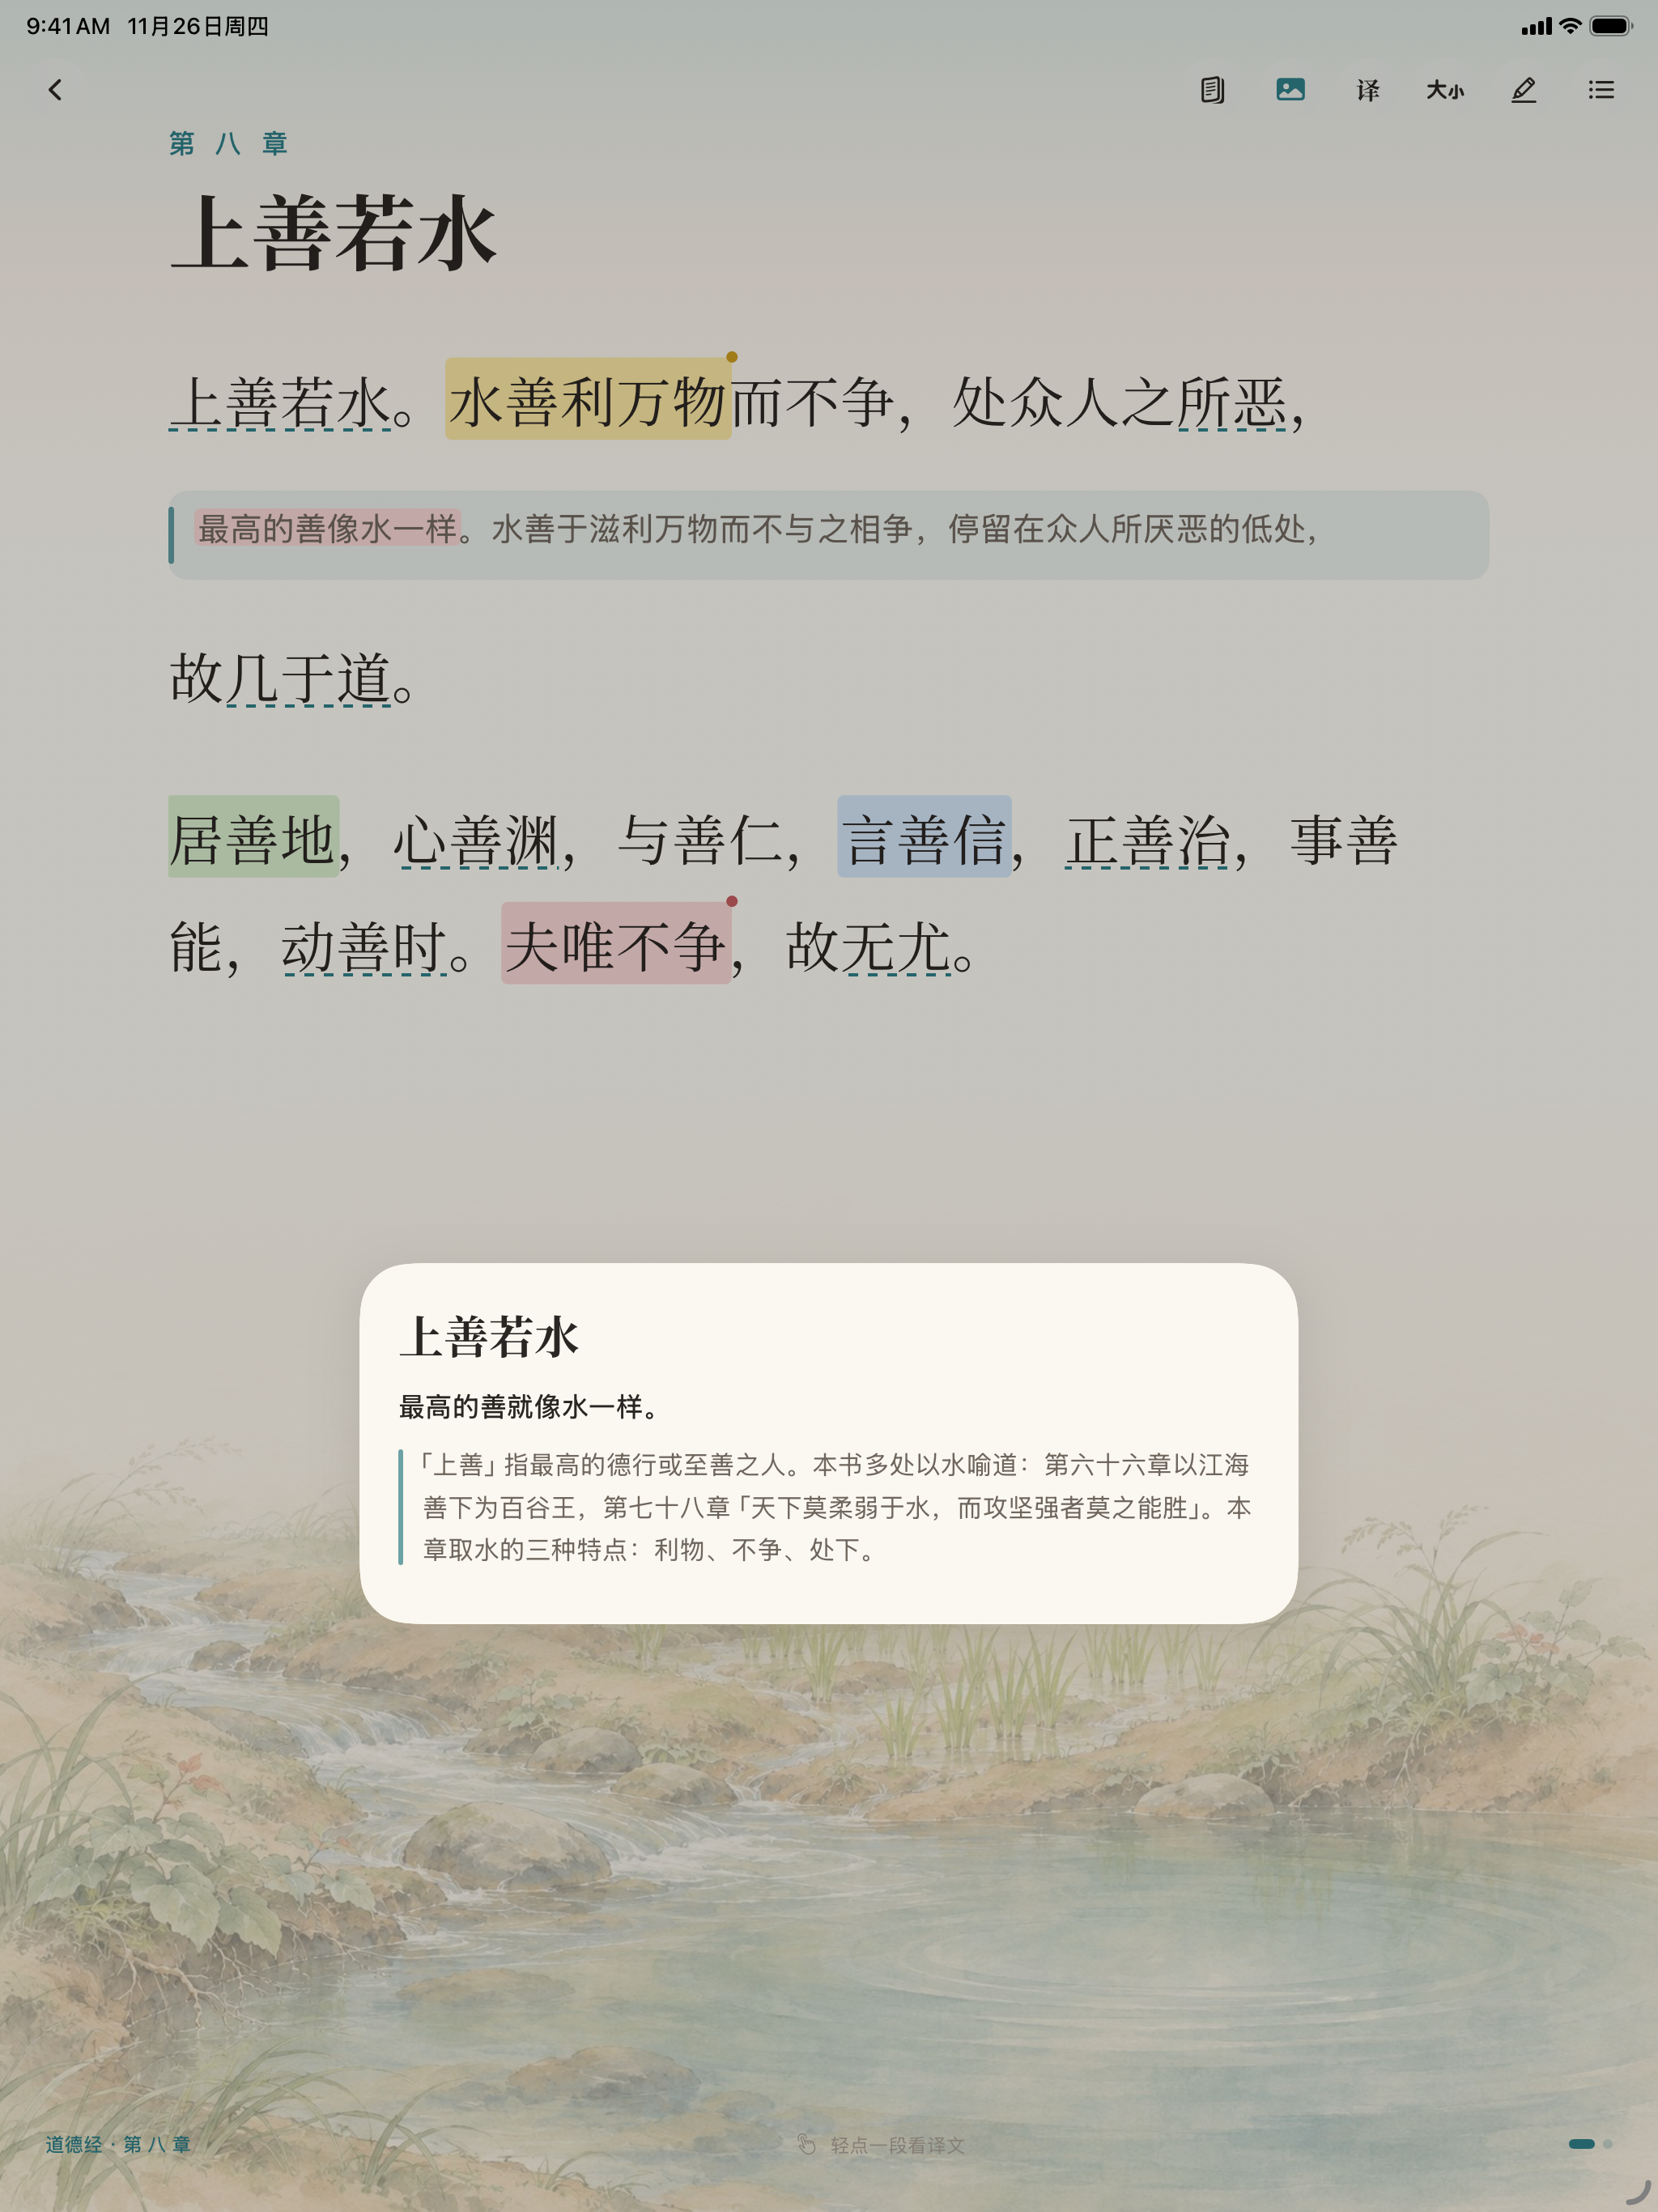 9:41 AM 11月26日周四
译 大小
第八章
上善若水
上善若水。水善利万物而不争，处众人之所恶，
最高的善像水一样。水善于滋利万物而不与之相争，停留在众人所厌恶的低处，
故几于道。
居善地，心善渊，与善仁，言善信，正善治，事善
能，动善时。夫唯不争，故无尤。
上善若水
最高的善就像水一样。
「上善」指最高的德行或至善之人。本书多处以水喻道：第六十六章以江海
善下为百谷王，第七十八章「天下莫柔弱于水，而攻坚强者莫之能胜」。本
章取水的三种特点：利物、不争、处下。
道德经·第八章
轻点一段看译文